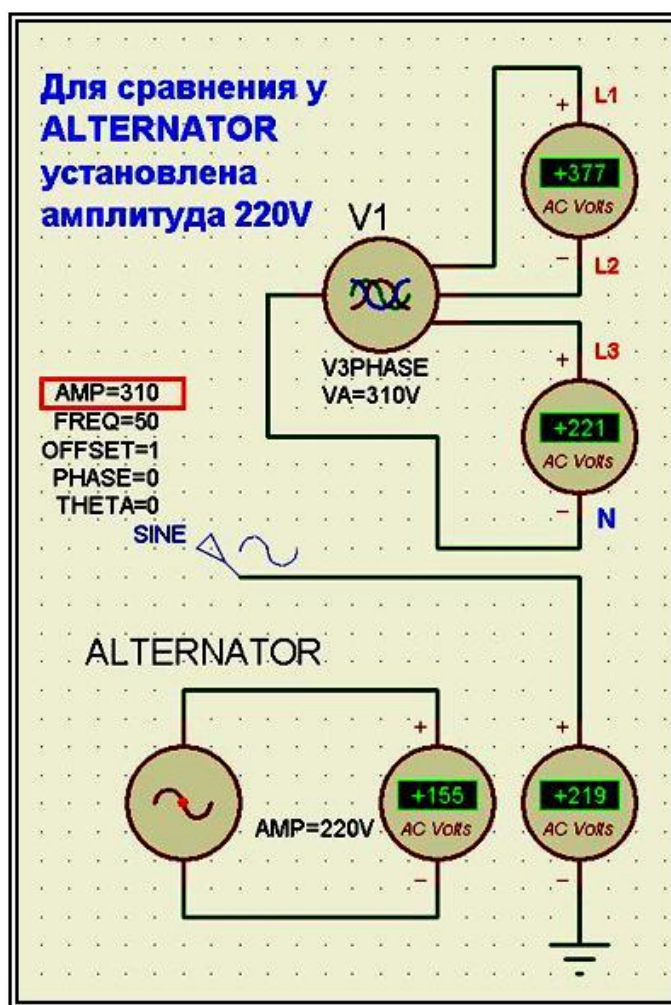 Для сравнения у
ALTERNATOR
установлена
амплитуда 220V
L1
+
+377
AC Volts
−
L2
V1
V3PHASE
VA=310V
L3
+
+221
AC Volts
−
N
AMP=310
FREQ=50
OFFSET=1
PHASE=0
THETA=0
SINE
ALTERNATOR
+
+155
AC Volts
−
AMP=220V
+
+219
AC Volts
−